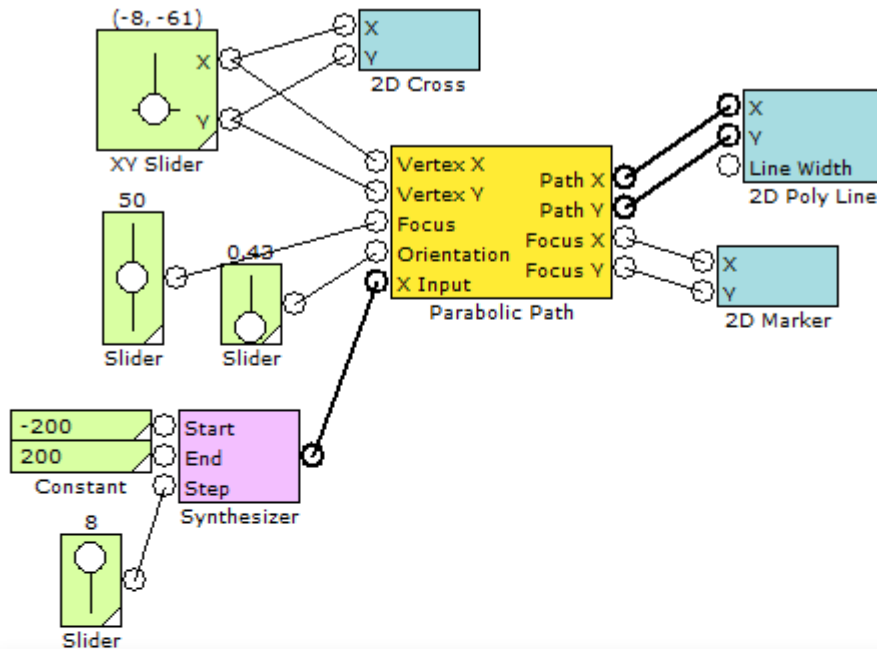 (-8, -61)
X
Y
XY Slider
X
Y
2D Cross
50
Slider
0,43
Slider
Vertex X
Vertex Y
Focus
Orientation
X Input
Path X
Path Y
Focus X
Focus Y
Parabolic Path
X
Y
Line Width
2D Poly Line
X
Y
2D Marker
-200
200
Constant
Start
End
Step
Synthesizer
8
Slider